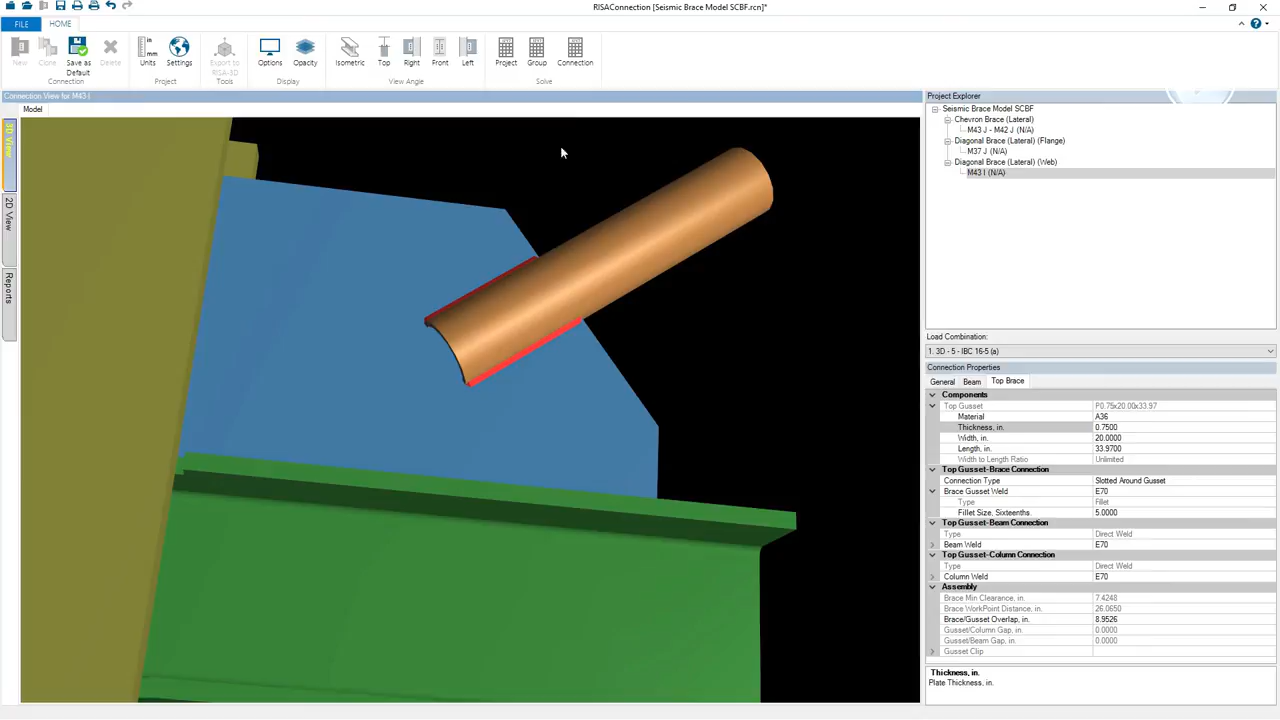 RISAConnection [Seismic Brace Model SCBF.rcn]*
FILE
HOME
New
Clone
Save as Default
Delete
Connection
Units
Settings
Project
Export to RISA-3D
Tools
Options
Opacity
Display
Isometric
Top
Right
Front
Left
View Angle
Project
Group
Connection
Solve
Connection View for M43 I
Model
3D View
2D View
Reports
Project Explorer
Seismic Brace Model SCBF
Chevron Brace (Lateral)
M43 J - M42 J (N/A)
Diagonal Brace (Lateral) (Flange)
M37 J (N/A)
Diagonal Brace (Lateral) (Web)
M43 I (N/A)
Load Combination:
1. 3D - 5 - IBC 16-5 (a)
Connection Properties
General Beam Top Brace
Components
Top Gusset P0.75x20.00x33.97
Material A36
Thickness, in. 0.7500
Width, in. 20.0000
Length, in. 33.9700
Width to Length Ratio Unlimited
Top Gusset-Brace Connection
Connection Type Slotted Around Gusset
Brace Gusset Weld E70
Type Fillet
Fillet Size, Sixteenths. 5.0000
Top Gusset-Beam Connection
Type Direct Weld
Beam Weld E70
Top Gusset-Column Connection
Type Direct Weld
Column Weld E70
Assembly
Brace Min Clearance, in. 7.4248
Brace WorkPoint Distance, in. 26.0650
Brace/Gusset Overlap, in. 8.9526
Gusset/Column Gap, in. 0.0000
Gusset/Beam Gap, in. 0.0000
Gusset Clip
Thickness, in.
Plate Thickness, in.